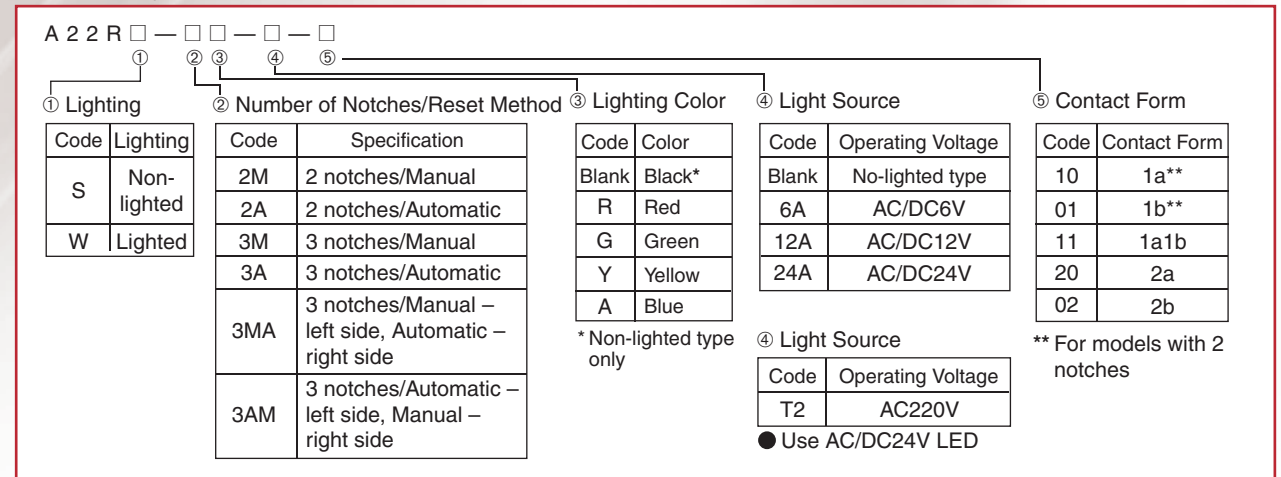 A22R□ — □□ — □ — □
① ② ③ ④ ⑤
① Lighting
Code Lighting
S Non-
lighted
W Lighted
② Number of Notches/Reset Method
Code Specification
2M 2 notches/Manual
2A 2 notches/Automatic
3M 3 notches/Manual
3A 3 notches/Automatic
3MA 3 notches/Manual –
left side, Automatic –
right side
3AM 3 notches/Automatic –
left side, Manual –
right side
③ Lighting Color
Code Color
Blank Black*
R Red
G Green
Y Yellow
A Blue
* Non-lighted type
only
④ Light Source
Code Operating Voltage
Blank No-lighted type
6A AC/DC6V
12A AC/DC12V
24A AC/DC24V
④ Light Source
Code Operating Voltage
T2 AC220V
● Use AC/DC24V LED
⑤ Contact Form
Code Contact Form
10 1a**
01 1b**
11 1a1b
20 2a
02 2b
** For models with 2
notches